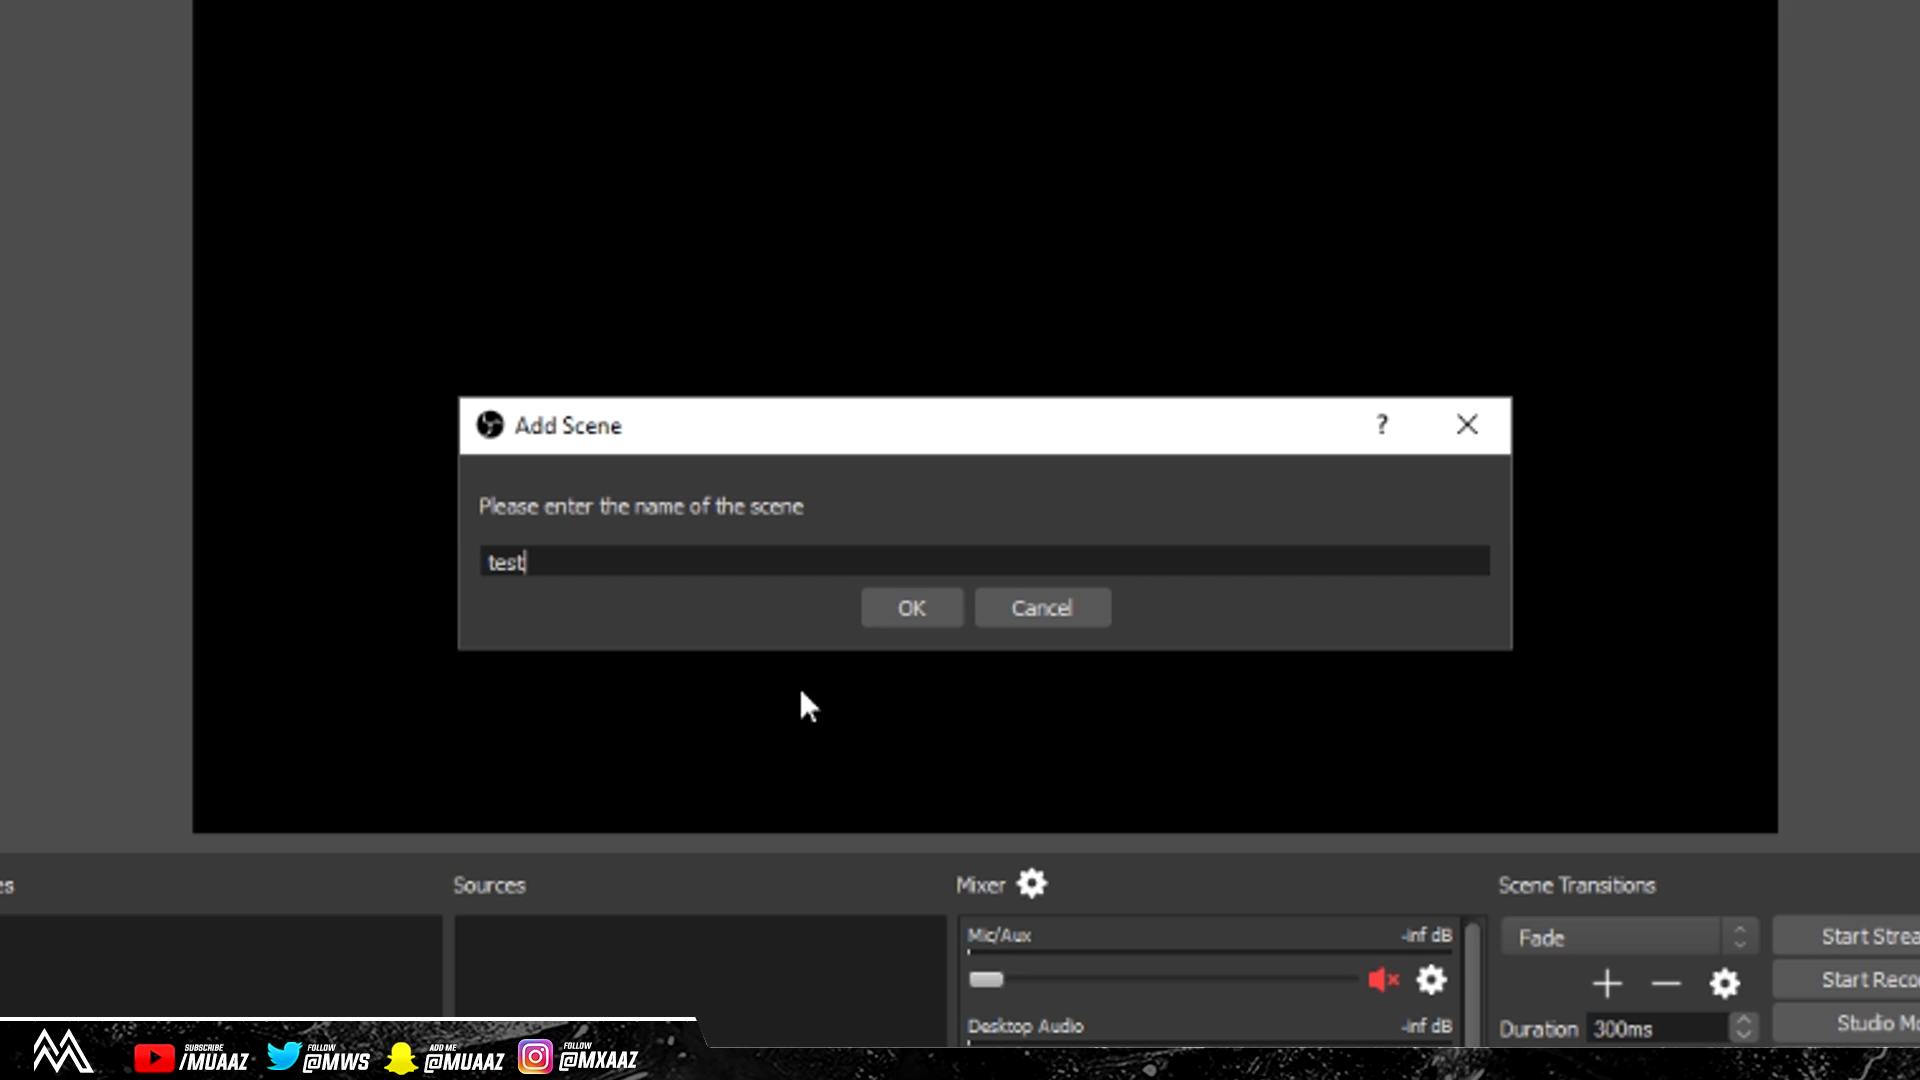 Add Scene
?
Please enter the name of the scene
test
OK
Cancel
es
Sources
Mixer
Scene Transitions
Mic/Aux
-inf dB
Fade
Start Strea
Start Reco
Desktop Audio
-inf dB
Duration
300ms
Studio Mo
SUBSCRIBE
/MUAAZ
FOLLOW
@MWS
ADD ME
@MUAAZ
FOLLOW
@MXAAZ